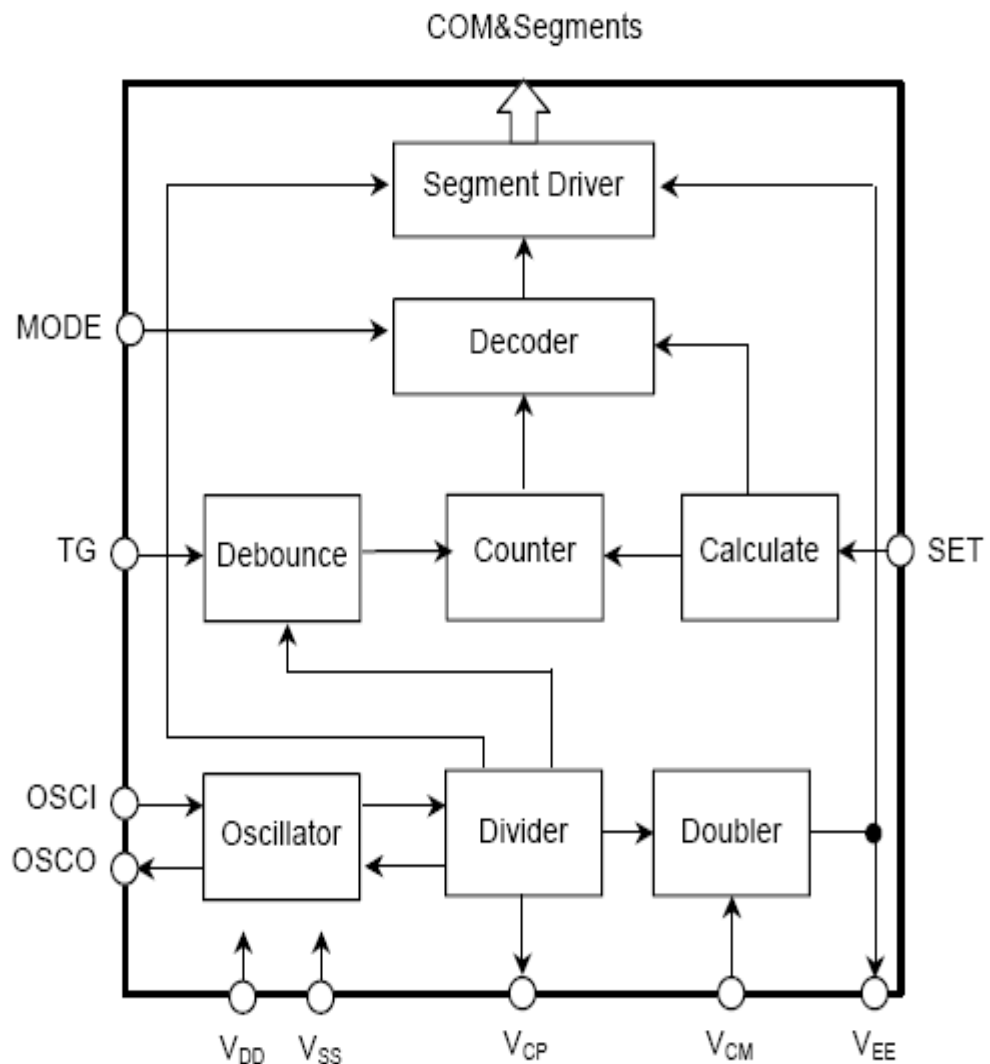 COM&Segments
Segment Driver
MODE
Decoder
TG
Debounce
Counter
Calculate
SET
OSCI
OSCO
Oscillator
Divider
Doubler
VDD
VSS
VCP
VCM
VEE